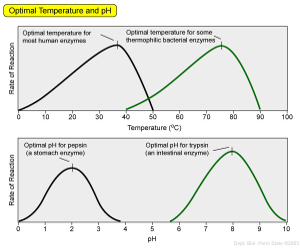 Optimal Temperature and pH
Optimal temperature for
most human enzymes
Optimal temperature for some
thermophilic bacterial enzymes
Rate of Reaction
0 10 20 30 40 50 60 70 80 90 100
Temperature (ºC)
Optimal pH for pepsin
(a stomach enzyme)
Optimal pH for trypsin
(an intestinal enzyme)
Rate of Reaction
0 1 2 3 4 5 6 7 8 9 10
pH